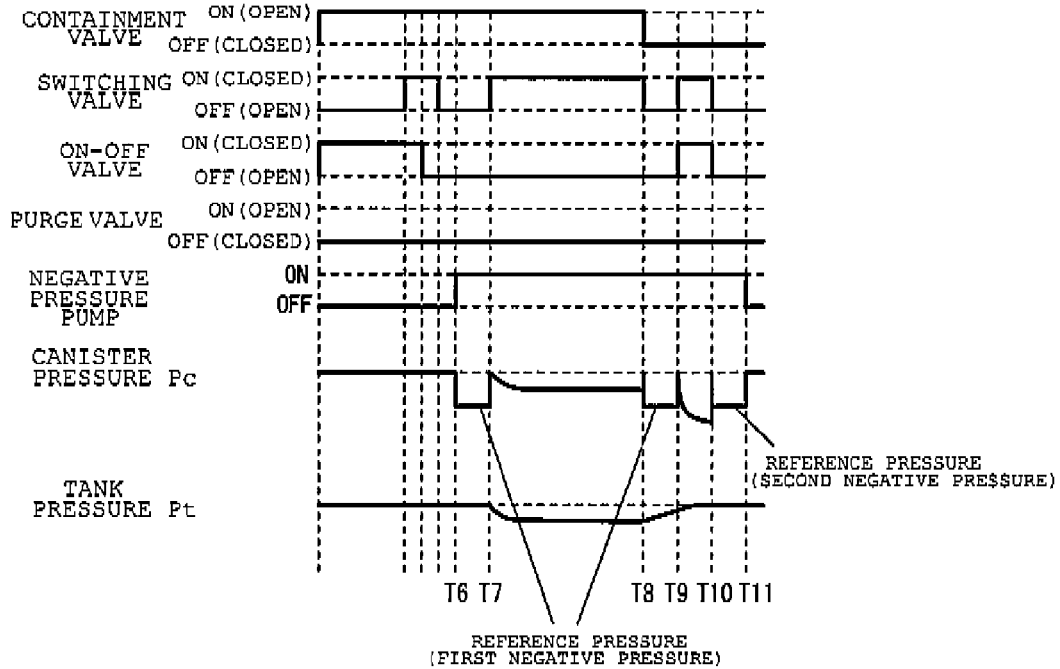 CONTAINMENT
VALVE
ON(OPEN)
OFF(CLOSED)
SWITCHING
VALVE
ON(CLOSED)
OFF(OPEN)
ON-OFF
VALVE
ON(CLOSED)
OFF(OPEN)
PURGE VALVE
ON(OPEN)
OFF(CLOSED)
NEGATIVE
PRESSURE
PUMP
ON
OFF
CANISTER
PRESSURE Pc
REFERENCE PRESSURE
(SECOND NEGATIVE PRESSURE)
TANK
PRESSURE Pt
T6 T7 T8 T9 T10 T11
REFERENCE PRESSURE
(FIRST NEGATIVE PRESSURE)